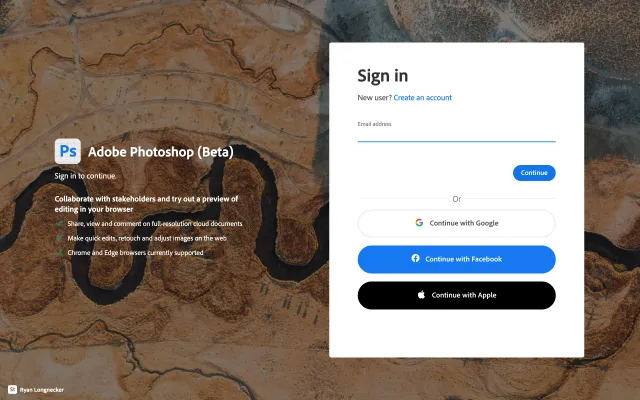 Ps Adobe Photoshop (Beta)
Sign in to continue.
Collaborate with stakeholders and try out a preview of
editing in your browser
Share, view and comment on full-resolution cloud documents
Make quick edits, retouch and adjust images on the web
Chrome and Edge browsers currently supported
Ryan Longnecker
Sign in
New user? Create an account
Email address
Continue
Or
Continue with Google
Continue with Facebook
Continue with Apple